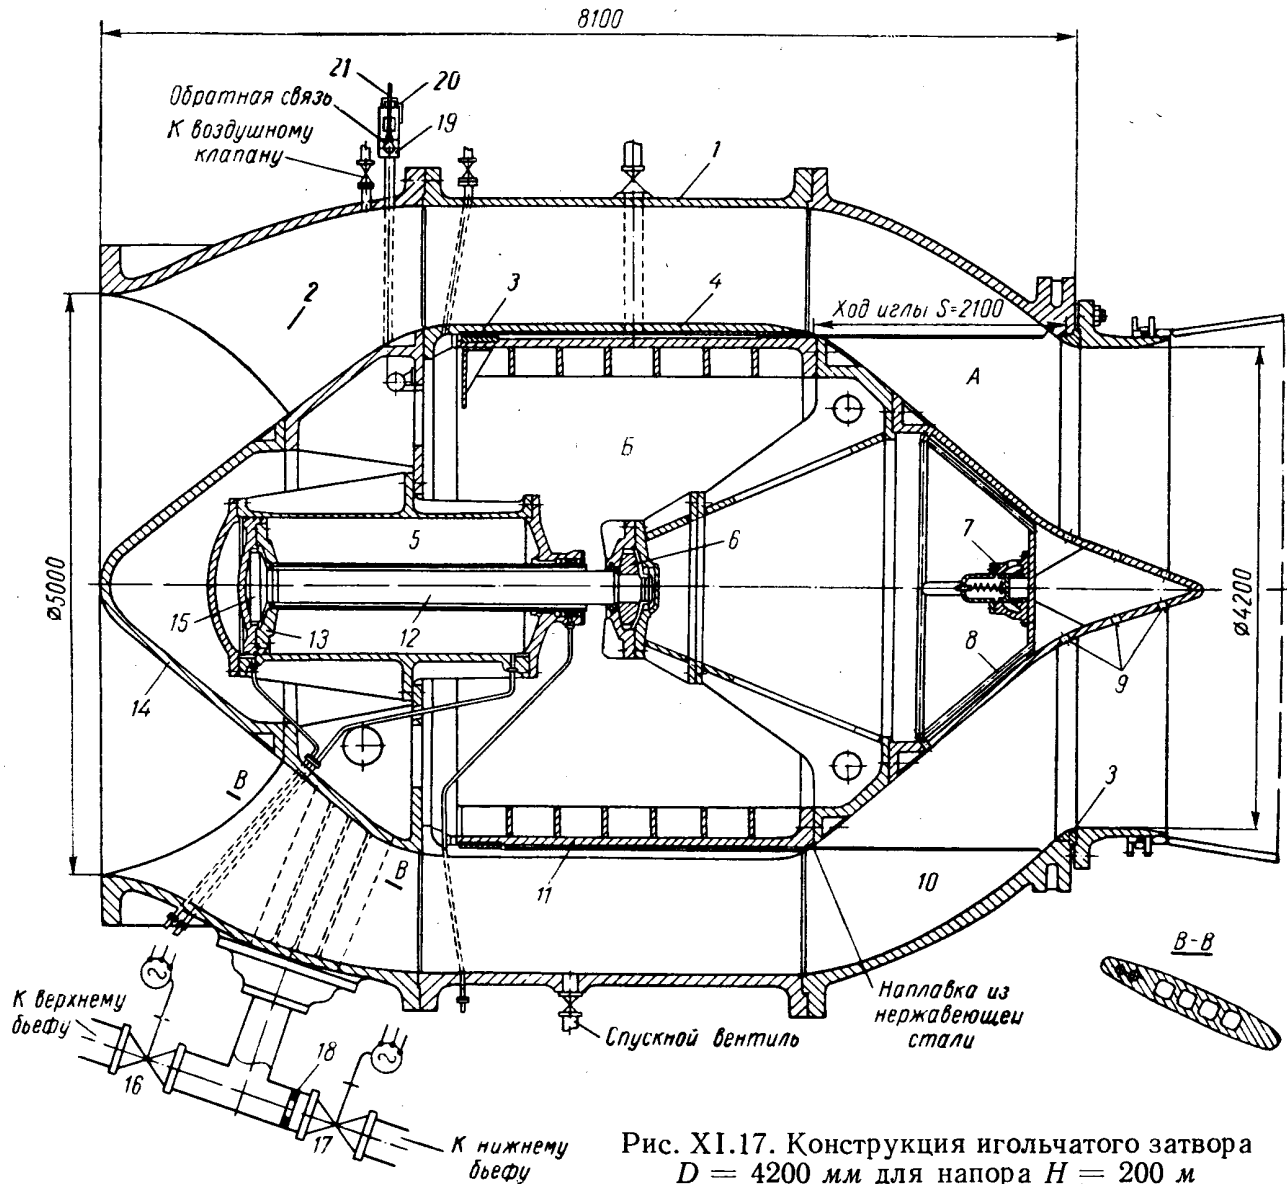 8100
21
20
Обратная связь
19
К воздушному
клапану
1
2
3
4
Ход иглы S=2100
А
Б
5
6
7
ø5000
ø4200
15
13
12
8
9
14
В
3
В
11
10
В-В
К верхнему
бьефу
Наплавка из
нержавеющей
стали
Спускной вентиль
18
16
17
К нижнему
бьефу
Рис. XI.17. Конструкция игольчатого затвора
D = 4200 мм для напора H = 200 м